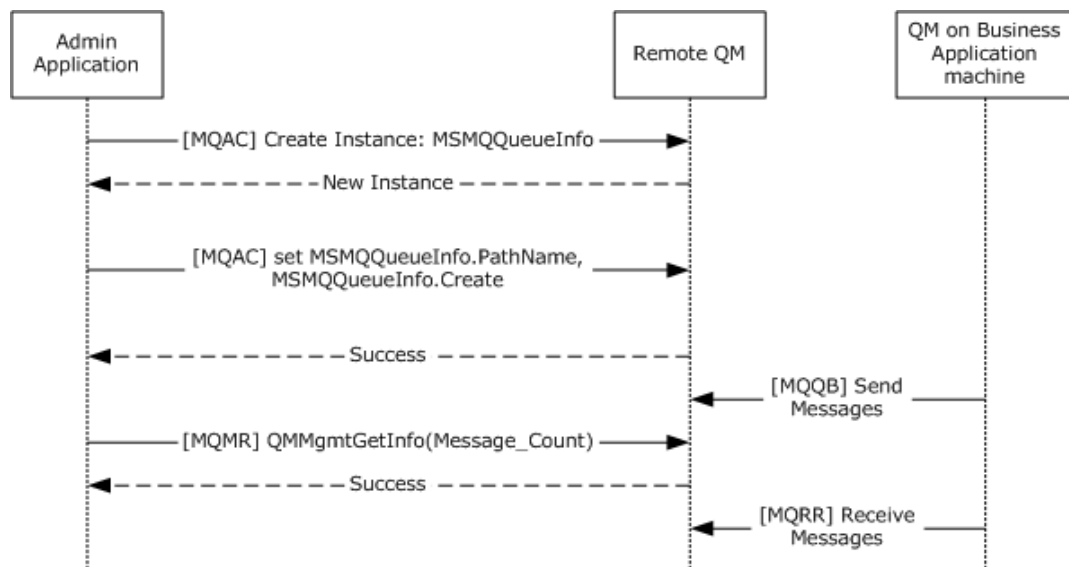 Admin
Application
Remote QM
QM on Business
Application
machine
[MQAC] Create Instance: MSMQQueueInfo
New Instance
[MQAC] set MSMQQueueInfo.PathName,
MSMQQueueInfo.Create
Success
[MQQB] Send
Messages
[MQMR] QMMgmtGetInfo(Message_Count)
Success
[MQRR] Receive
Messages